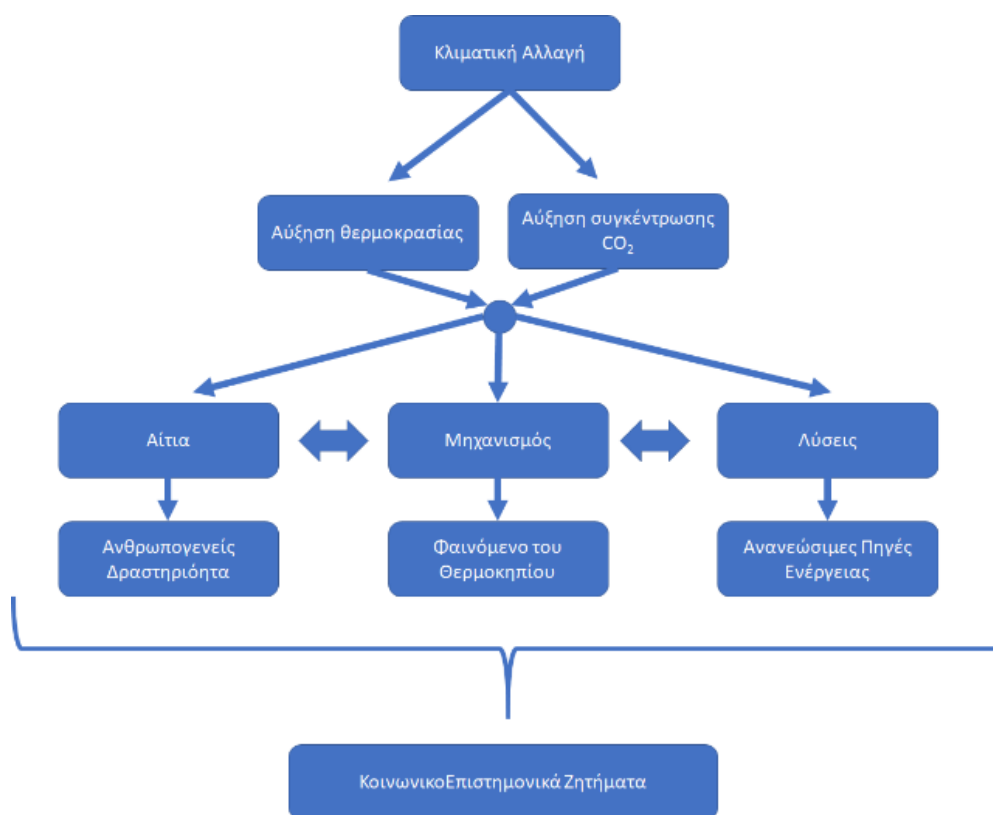 Κλιματική Αλλαγή
Αύξηση θερμοκρασίας
Αύξηση συγκέντρωσης
CO₂
Αίτια
Μηχανισμός
Λύσεις
Ανθρωπογενείς
Δραστηριόητα
Φαινόμενο του
Θερμοκηπίου
Ανανεώσιμες Πηγές
Ενέργειας
ΚοινωνικοΕπιστημονικά Ζητήματα